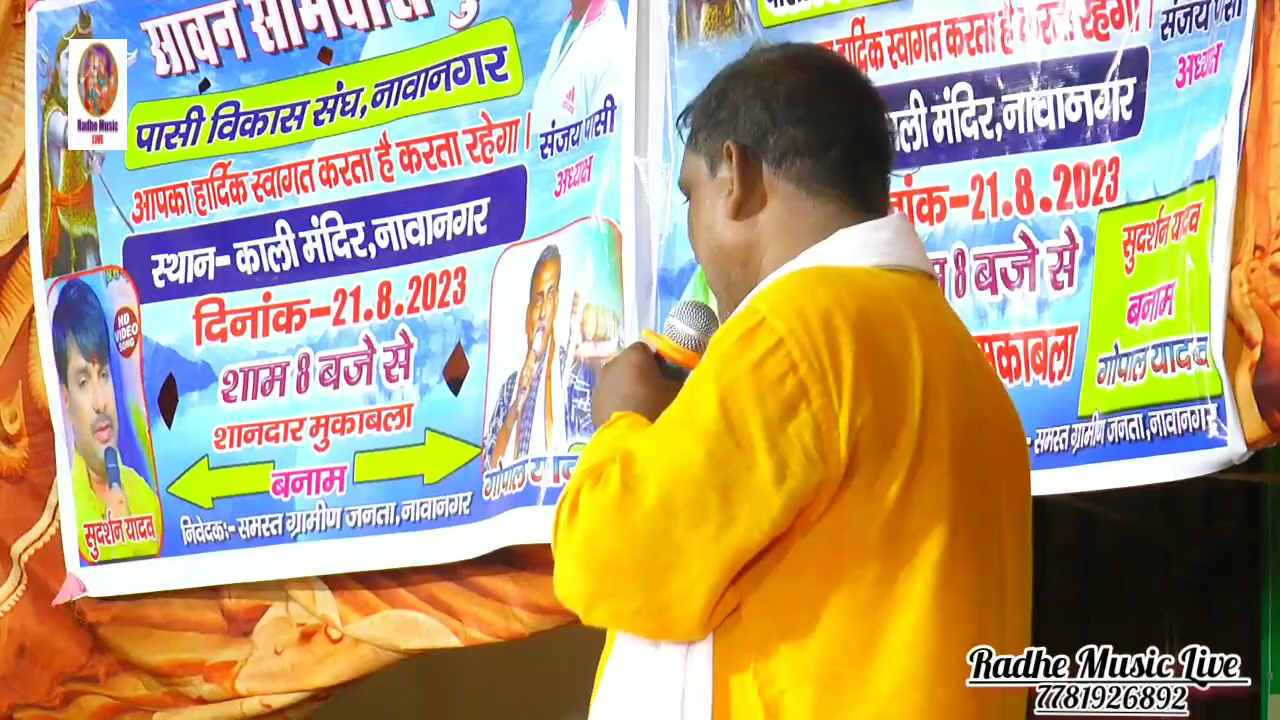 सावन सोमवारी
पासी विकास संघ, नावानगर
आपका हार्दिक स्वागत करता है करता रहेगा।
संजय पासी
अध्यक्ष
स्थान- काली मंदिर, नावानगर
दिनांक-21.8.2023
शाम 8 बजे से
शानदार मुकाबला
बनाम
HD
VIDEO
SONG
सुदर्शन यादव
गोपाल
निवेदक:- समस्त ग्रामीण जनता, नावानगर
Radhe Music
LIVE
हार्दिक स्वागत करता है करता रहेगा।
संजय पासी
अध्यक्ष
मंदिर, नावानगर
-21.8.2023
8 बजे से
सुदर्शन यादव
बनाम
गोपाल यादव
- समस्त ग्रामीण जनता, नावानगर
Radhe Music Live
7781926892